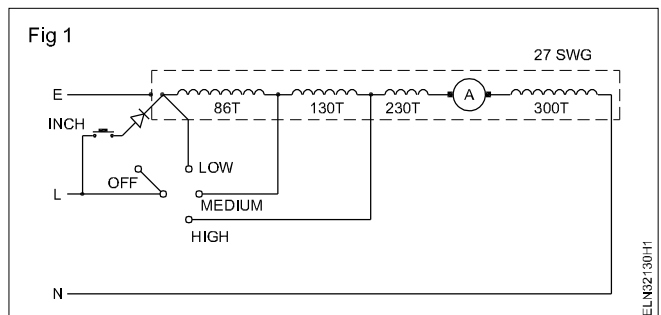 Fig 1
27 SWG
E
86T
130T
230T
A
300T
INCH
L
OFF
LOW
MEDIUM
HIGH
N
ELN32130H1